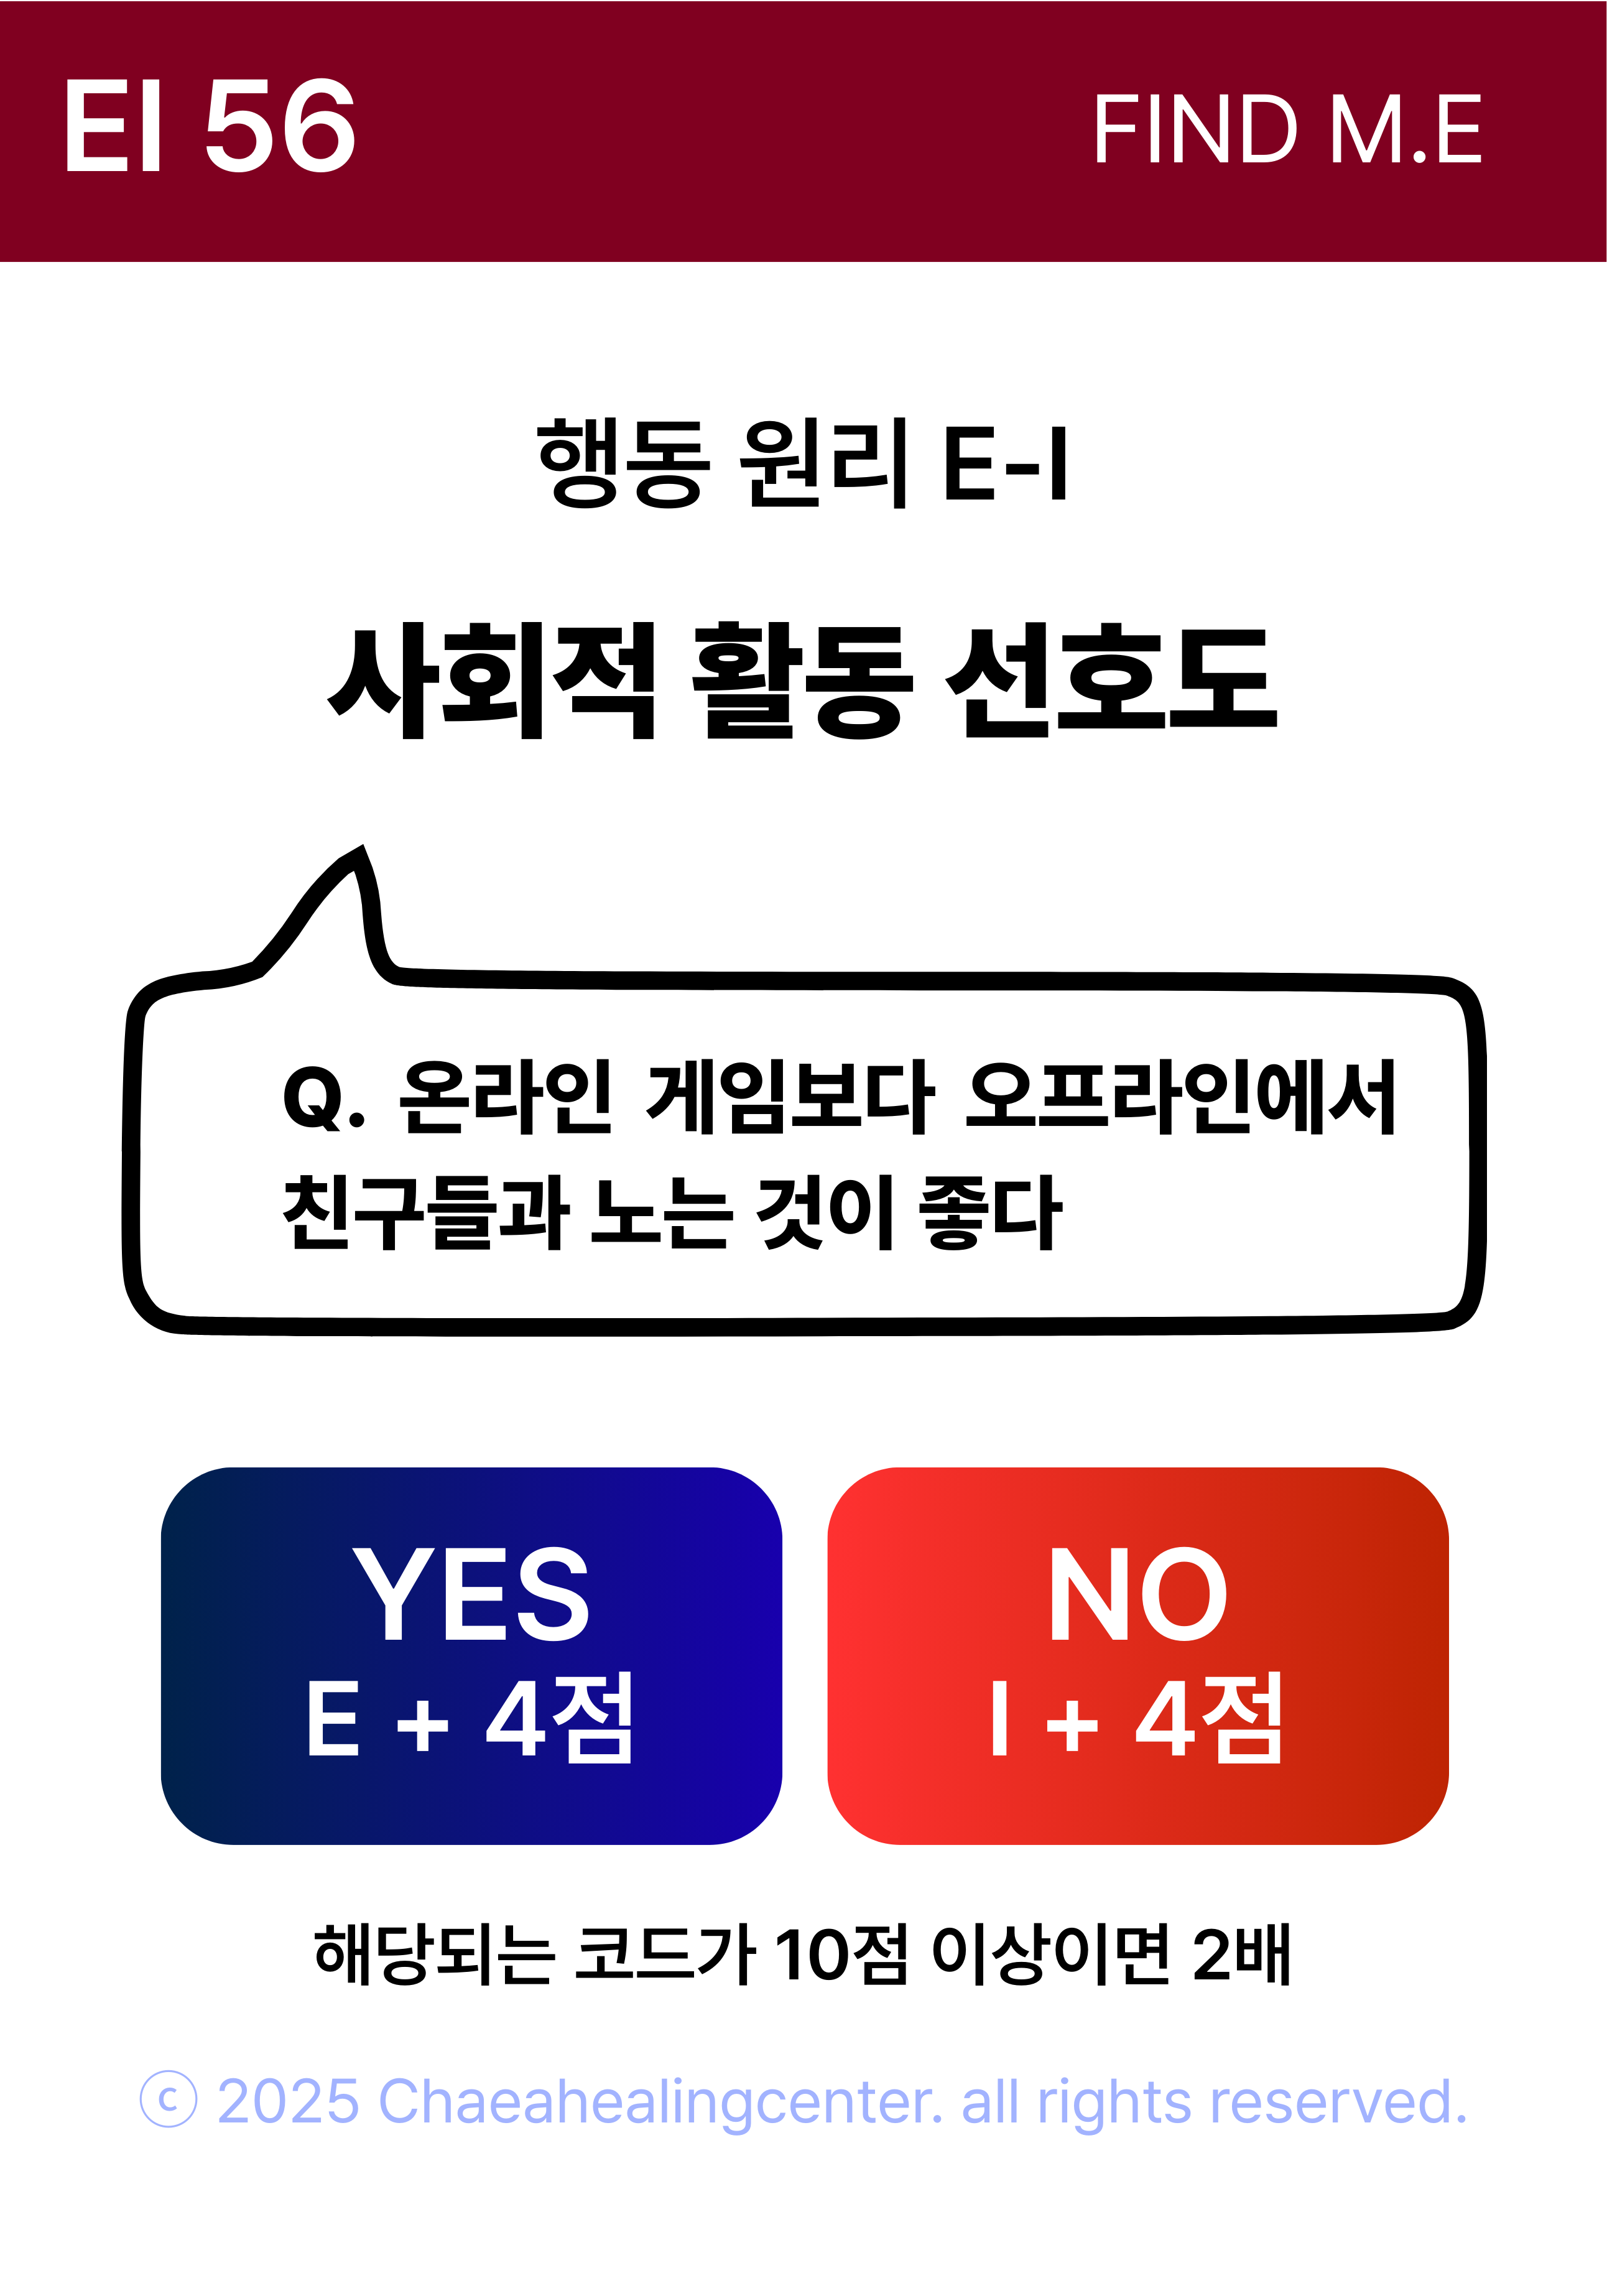 EI 56
FIND M.E
행동 원리 E-I
사회적 활동 선호도
Q. 온라인 게임보다 오프라인에서
친구들과 노는 것이 좋다
YES
E + 4점
NO
I + 4점
해당되는 코드가 10점 이상이면 2배
ⓒ 2025 Chaeahealingcenter. all rights reserved.